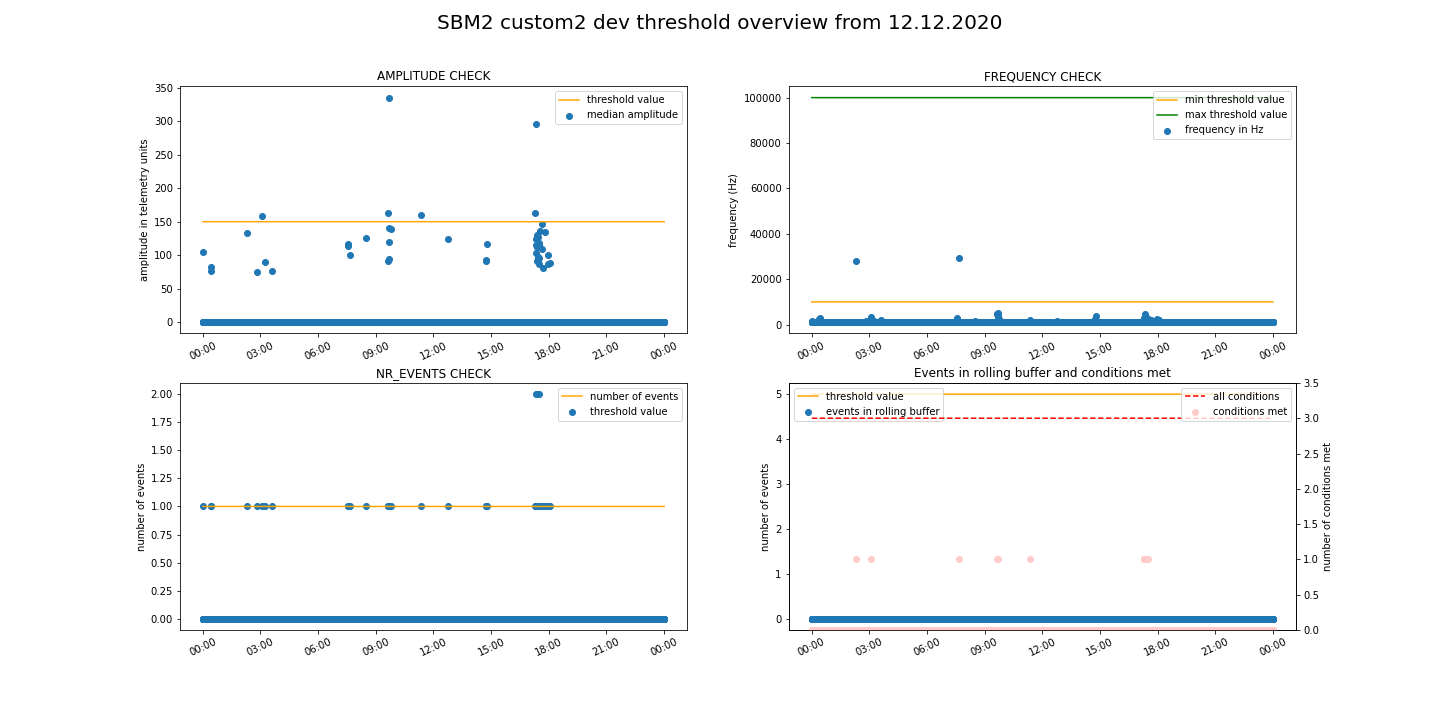 SBM2 custom2 dev threshold overview from 12.12.2020
AMPLITUDE CHECK
amplitude in telemetry units
350
300
250
200
150
100
50
0
threshold value
median amplitude
00:00 03:00 06:00 09:00 12:00 15:00 18:00 21:00 00:00
FREQUENCY CHECK
frequency (Hz)
100000
80000
60000
40000
20000
0
min threshold value
max threshold value
frequency in Hz
00:00 03:00 06:00 09:00 12:00 15:00 18:00 21:00 00:00
NR_EVENTS CHECK
number of events
2.00
1.75
1.50
1.25
1.00
0.75
0.50
0.25
0.00
number of events
threshold value
00:00 03:00 06:00 09:00 12:00 15:00 18:00 21:00 00:00
Events in rolling buffer and conditions met
number of events
5
4
3
2
1
0
threshold value
events in rolling buffer
all conditions
conditions met
3.5
3.0
2.5
2.0
1.5
1.0
0.5
0.0
number of conditions met
00:00 03:00 06:00 09:00 12:00 15:00 18:00 21:00 00:00